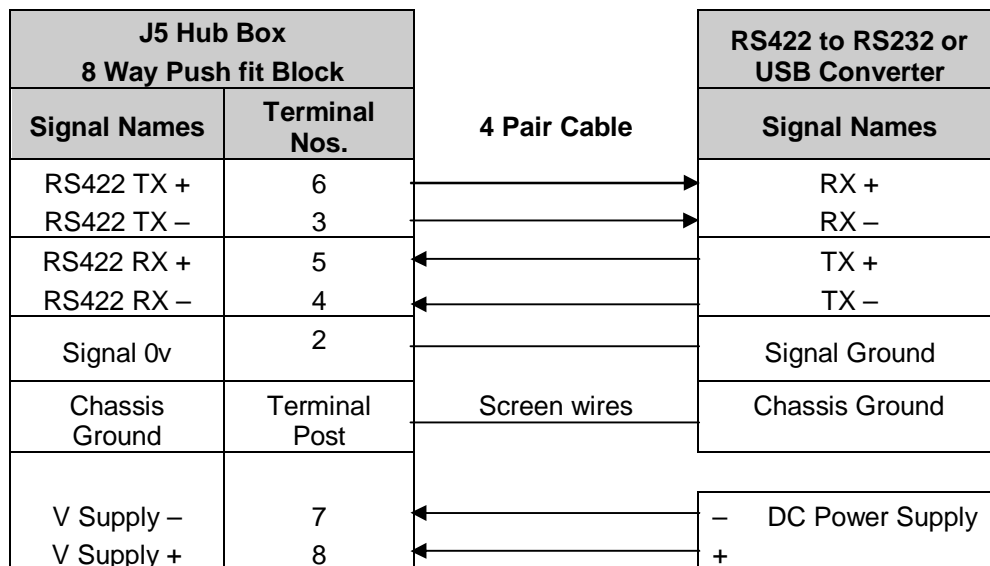 J5 Hub Box
8 Way Push fit Block
RS422 to RS232 or
USB Converter
Signal Names
Terminal
Nos.
4 Pair Cable
Signal Names
RS422 TX + 6 RX +
RS422 TX – 3 RX –
RS422 RX + 5 TX +
RS422 RX – 4 TX –
Signal 0v 2 Signal Ground
Chassis
Ground
Terminal
Post
Screen wires
Chassis Ground
V Supply – 7 – DC Power Supply
V Supply + 8 +